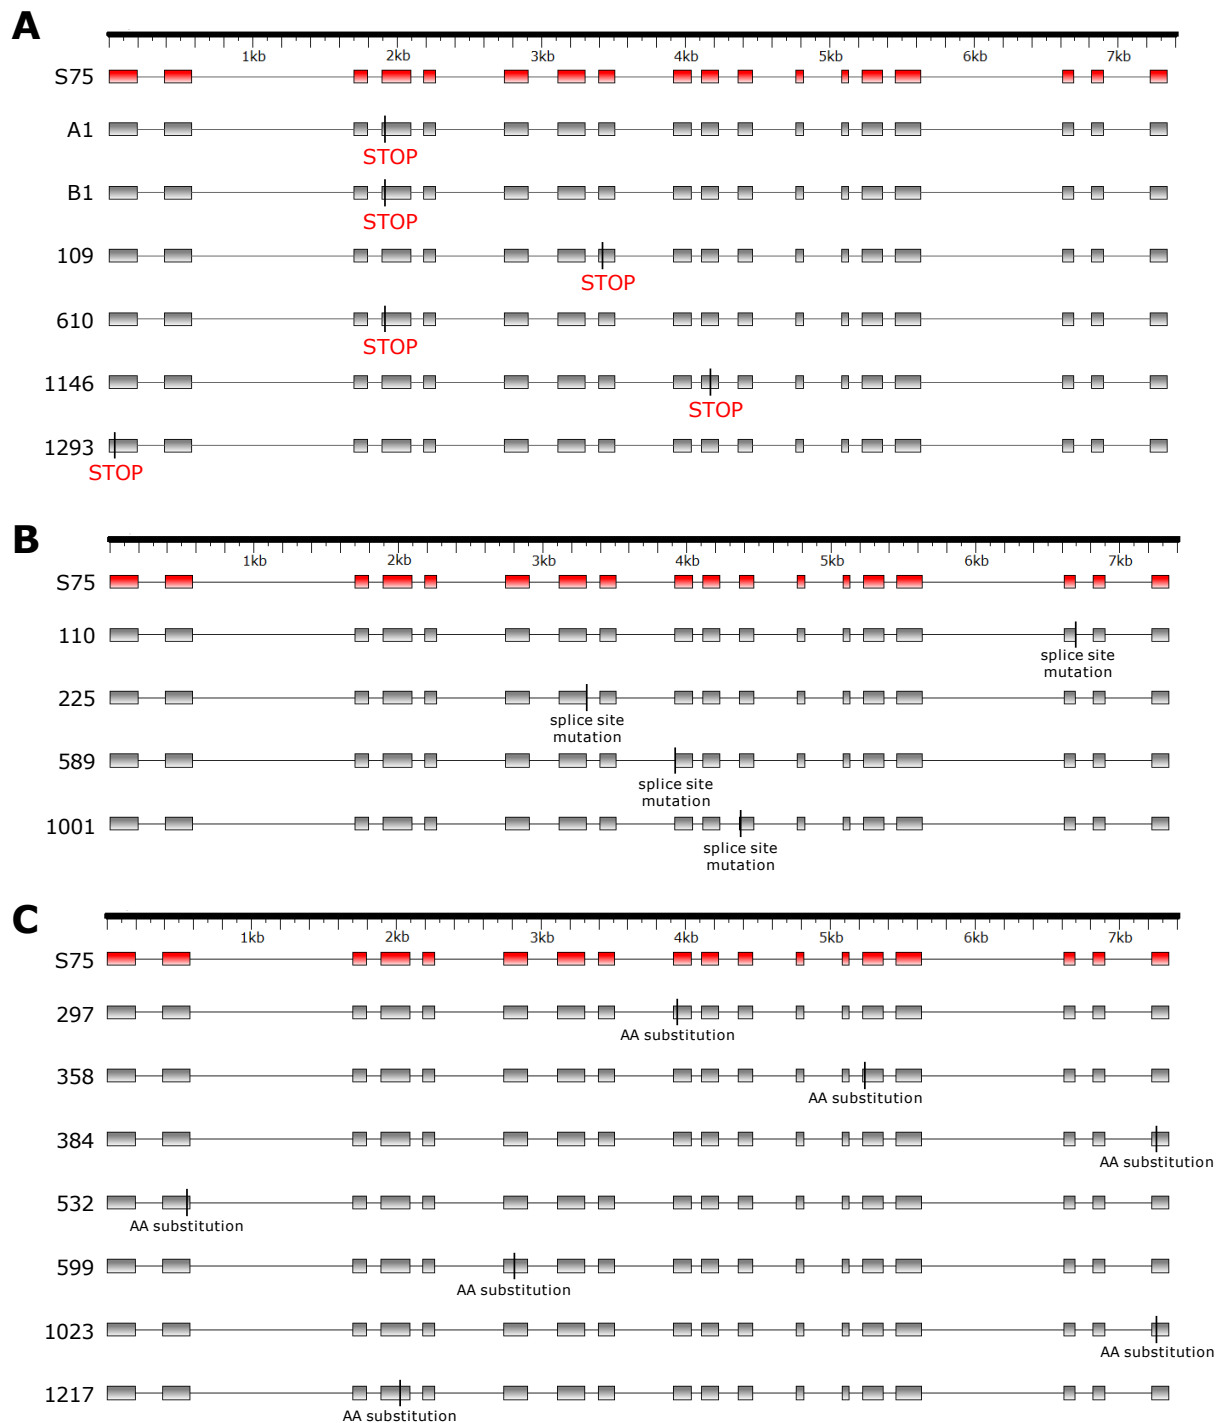 A
1kb 2kb 3kb 4kb 5kb 6kb 7kb
S75
A1
STOP
B1
STOP
109
STOP
610
STOP
1146
STOP
1293
STOP
B
1kb 2kb 3kb 4kb 5kb 6kb 7kb
S75
110
splice site
mutation
225
splice site
mutation
589
splice site
mutation
1001
splice site
mutation
C
1kb 2kb 3kb 4kb 5kb 6kb 7kb
S75
297
AA substitution
358
AA substitution
384
AA substitution
532
AA substitution
599
AA substitution
1023
AA substitution
1217
AA substitution